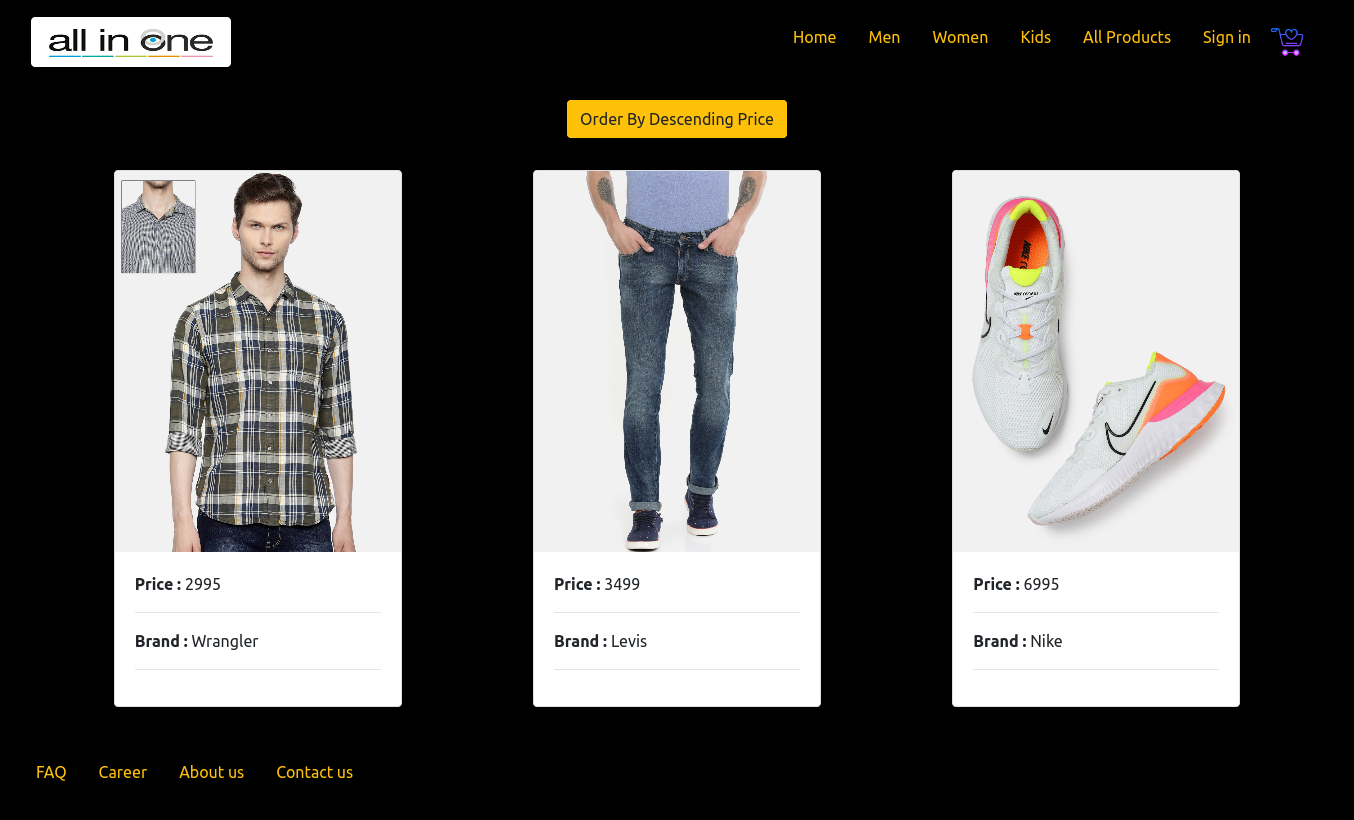 all in one
Home Men Women Kids All Products Sign in
Order By Descending Price
Price : 2995
Brand : Wrangler
Price : 3499
Brand : Levis
Price : 6995
Brand : Nike
FAQ Career About us Contact us